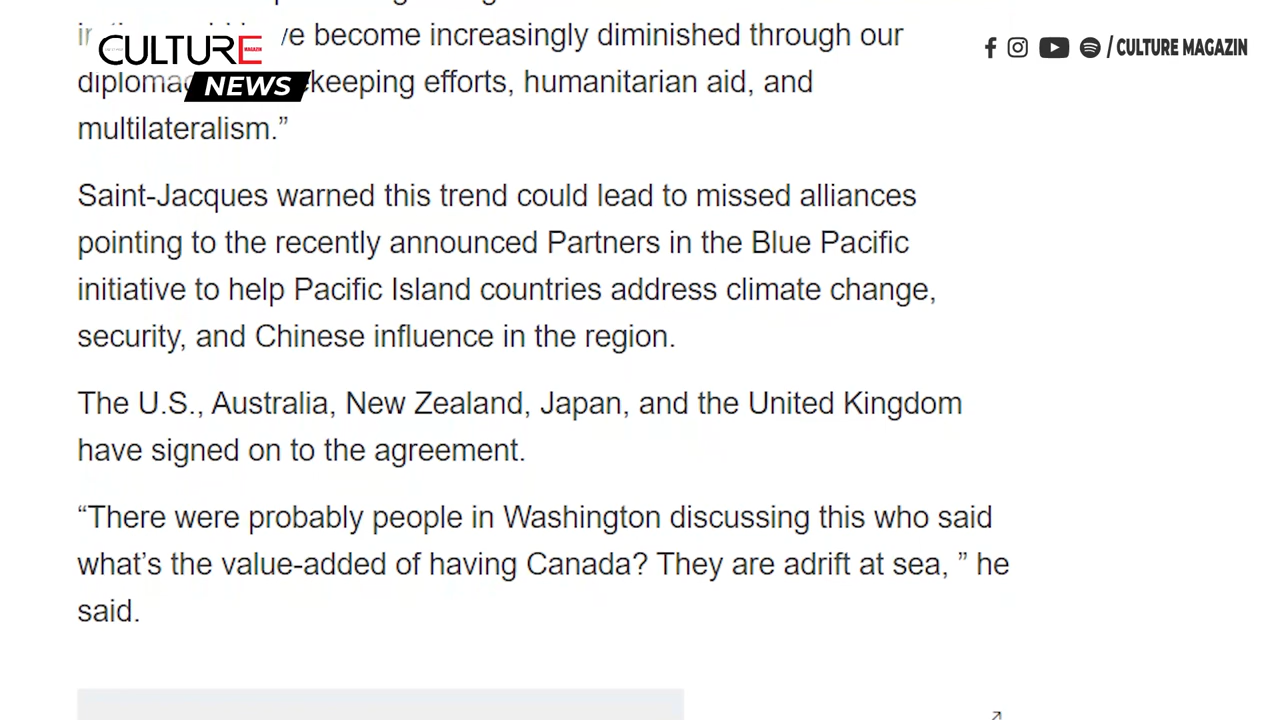 CULTURE MAGAZIN
NEWS
/ CULTURE MAGAZIN
become increasingly diminished through our
efforts, humanitarian aid, and
multilateralism.”
Saint-Jacques warned this trend could lead to missed alliances
pointing to the recently announced Partners in the Blue Pacific
initiative to help Pacific Island countries address climate change,
security, and Chinese influence in the region.
The U.S., Australia, New Zealand, Japan, and the United Kingdom
have signed on to the agreement.
“There were probably people in Washington discussing this who said
what’s the value-added of having Canada? They are adrift at sea, ” he
said.